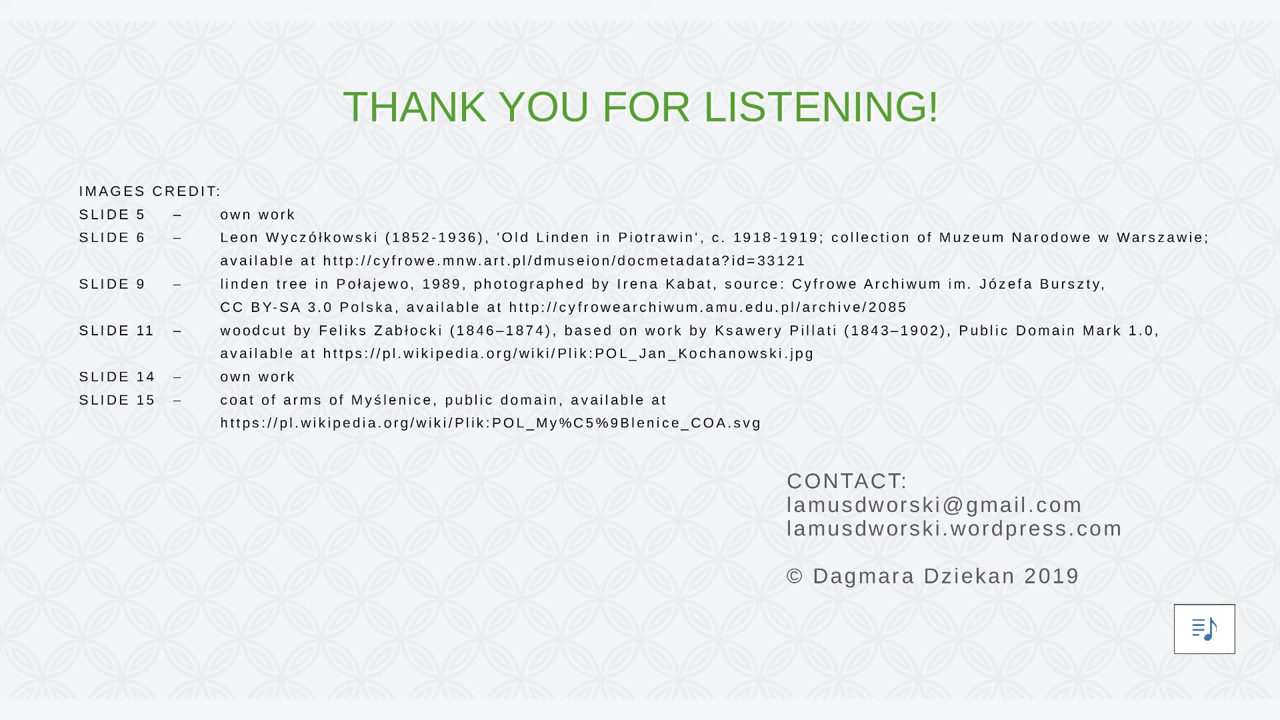 THANK YOU FOR LISTENING!
IMAGES CREDIT:
SLIDE 5 – own work
SLIDE 6 – Leon Wyczółkowski (1852-1936), 'Old Linden in Piotrawin', c. 1918-1919; collection of Muzeum Narodowe w Warszawie;
available at http://cyfrowe.mnw.art.pl/dmuseion/docmetadata?id=33121
SLIDE 9 – linden tree in Połajewo, 1989, photographed by Irena Kabat, source: Cyfrowe Archiwum im. Józefa Burszty,
CC BY-SA 3.0 Polska, available at http://cyfrowearchiwum.amu.edu.pl/archive/2085
SLIDE 11 – woodcut by Feliks Zabłocki (1846–1874), based on work by Ksawery Pillati (1843–1902), Public Domain Mark 1.0,
available at https://pl.wikipedia.org/wiki/Plik:POL_Jan_Kochanowski.jpg
SLIDE 14 – own work
SLIDE 15 – coat of arms of Myślenice, public domain, available at
https://pl.wikipedia.org/wiki/Plik:POL_My%C5%9Blenice_COA.svg
CONTACT:
lamusdworski@gmail.com
lamusdworski.wordpress.com
© Dagmara Dziekan 2019